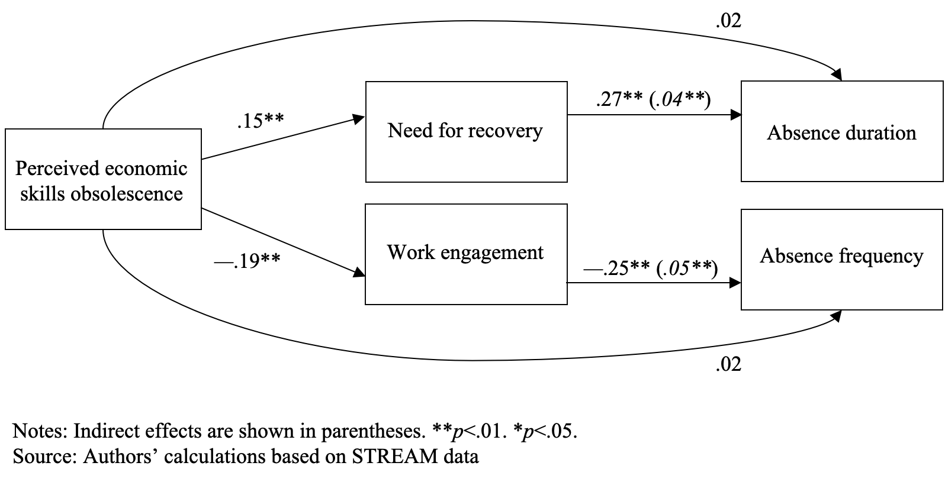 .02
.27** (.04**)
.15**
Need for recovery
Absence duration
Perceived economic
skills obsolescence
Work engagement
Absence frequency
—.19**
—.25** (.05**)
.02
Notes: Indirect effects are shown in parentheses. **p<.01. *p<.05.
Source: Authors’ calculations based on STREAM data